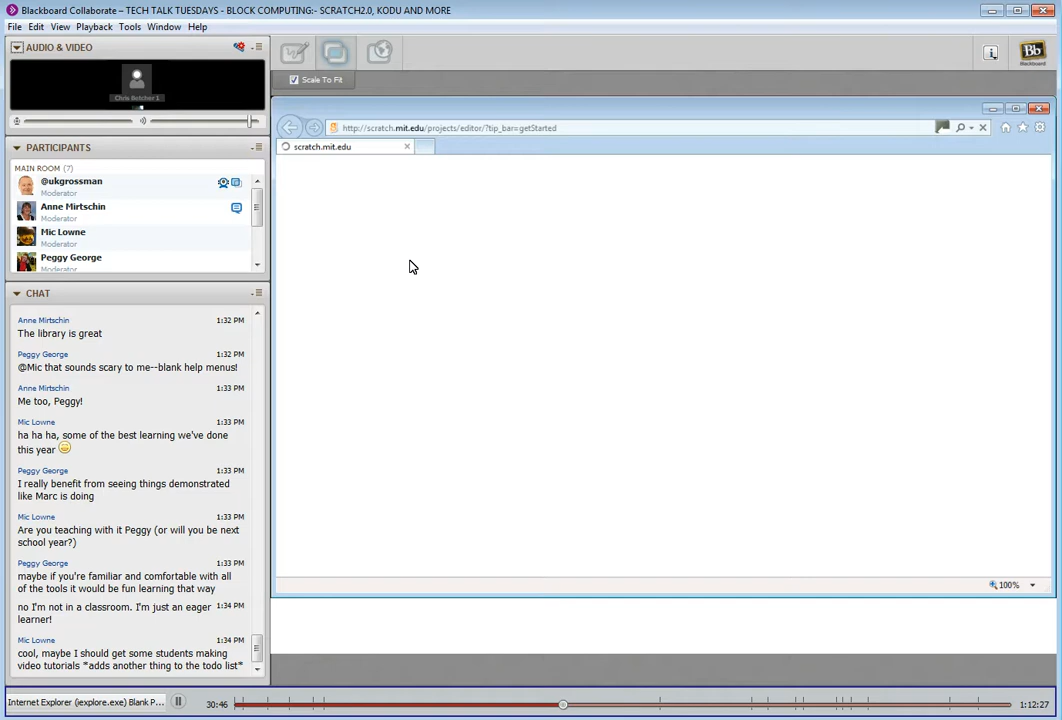 Blackboard Collaborate – TECH TALK TUESDAYS - BLOCK COMPUTING:- SCRATCH2.0, KODU AND MORE
File Edit View Playback Tools Window Help
AUDIO & VIDEO
Chris Betcher 1
Scale To Fit
i
Bb
Blackboard
http://scratch.mit.edu/projects/editor/?tip_bar=getStarted
scratch.mit.edu
PARTICIPANTS
MAIN ROOM (7)
@ukgrossman
Moderator
Anne Mirtschin
Moderator
Mic Lowne
Moderator
Peggy George
Moderator
CHAT
Anne Mirtschin 1:32 PM
The library is great
Peggy George 1:32 PM
@Mic that sounds scary to me--blank help menus!
Anne Mirtschin 1:33 PM
Me too, Peggy!
Mic Lowne 1:33 PM
ha ha ha, some of the best learning we've done
this year
Peggy George 1:33 PM
I really benefit from seeing things demonstrated
like Marc is doing
Mic Lowne 1:33 PM
Are you teaching with it Peggy (or will you be next
school year?)
Peggy George 1:33 PM
maybe if you're familiar and comfortable with all
of the tools it would be fun learning that way
no I'm not in a classroom. I'm just an eager 1:34 PM
learner!
Mic Lowne 1:34 PM
cool, maybe I should get some students making
video tutorials *adds another thing to the todo list*
100%
Internet Explorer (iexplore.exe) Blank P...
30:46
1:12:27